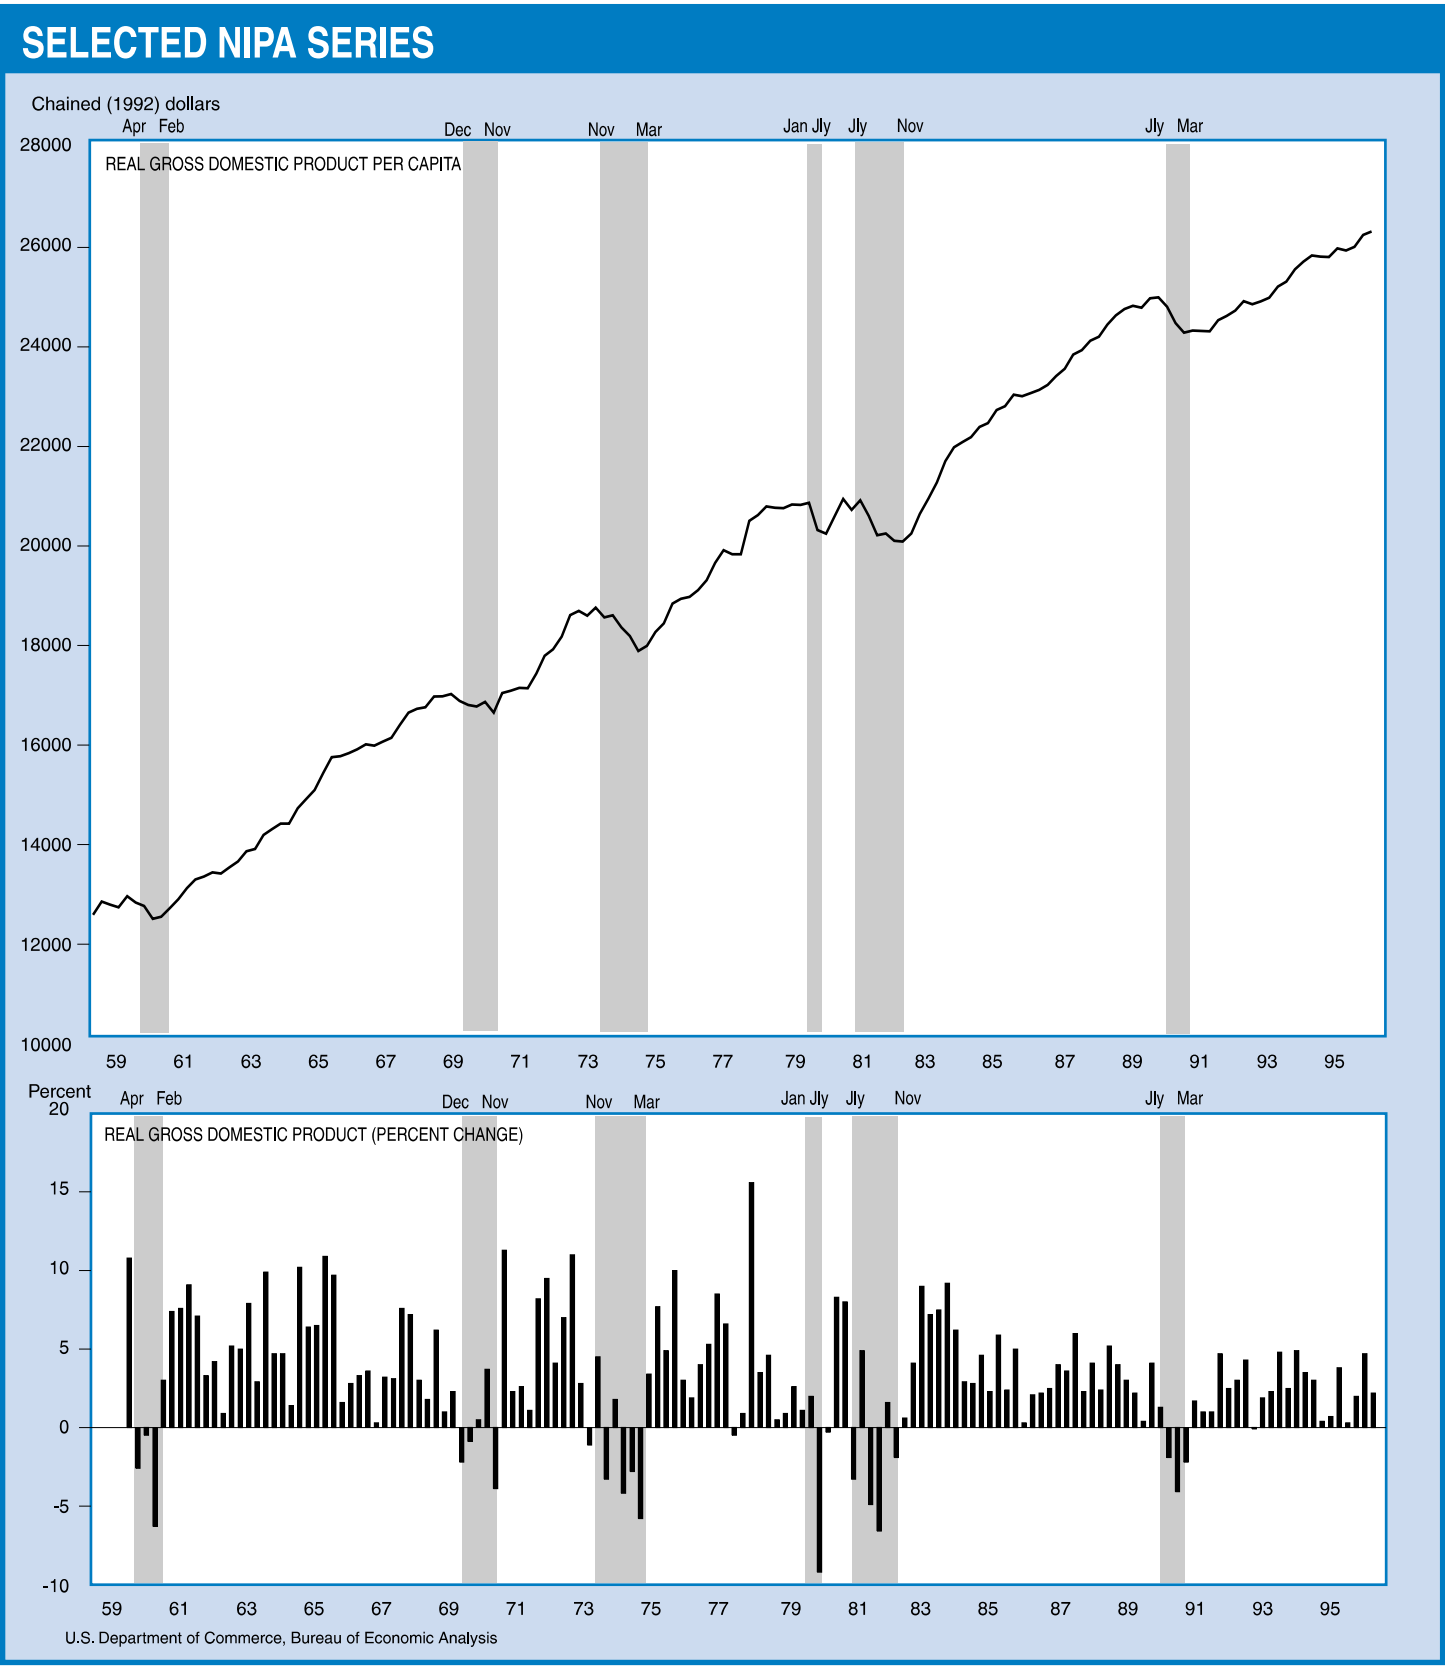 SELECTED NIPA SERIES
Chained (1992) dollars
Apr Feb Dec Nov Nov Mar Jan Jly Jly Nov Jly Mar
28000
REAL GROSS DOMESTIC PRODUCT PER CAPITA
26000
24000
22000
20000
18000
16000
14000
12000
10000
59 61 63 65 67 69 71 73 75 77 79 81 83 85 87 89 91 93 95
Percent
Apr Feb Dec Nov Nov Mar Jan Jly Jly Nov Jly Mar
20
REAL GROSS DOMESTIC PRODUCT (PERCENT CHANGE)
15
10
5
0
-5
-10
59 61 63 65 67 69 71 73 75 77 79 81 83 85 87 89 91 93 95
U.S. Department of Commerce, Bureau of Economic Analysis